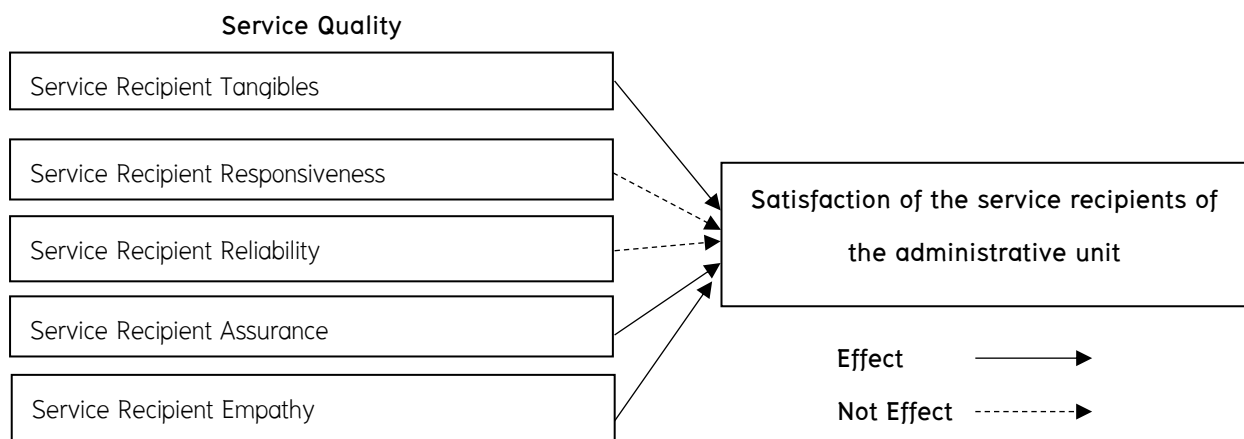 Service Quality
Service Recipient Tangibles
Service Recipient Responsiveness
Service Recipient Reliability
Service Recipient Assurance
Service Recipient Empathy
Satisfaction of the service recipients of
the administrative unit
Effect
Not Effect